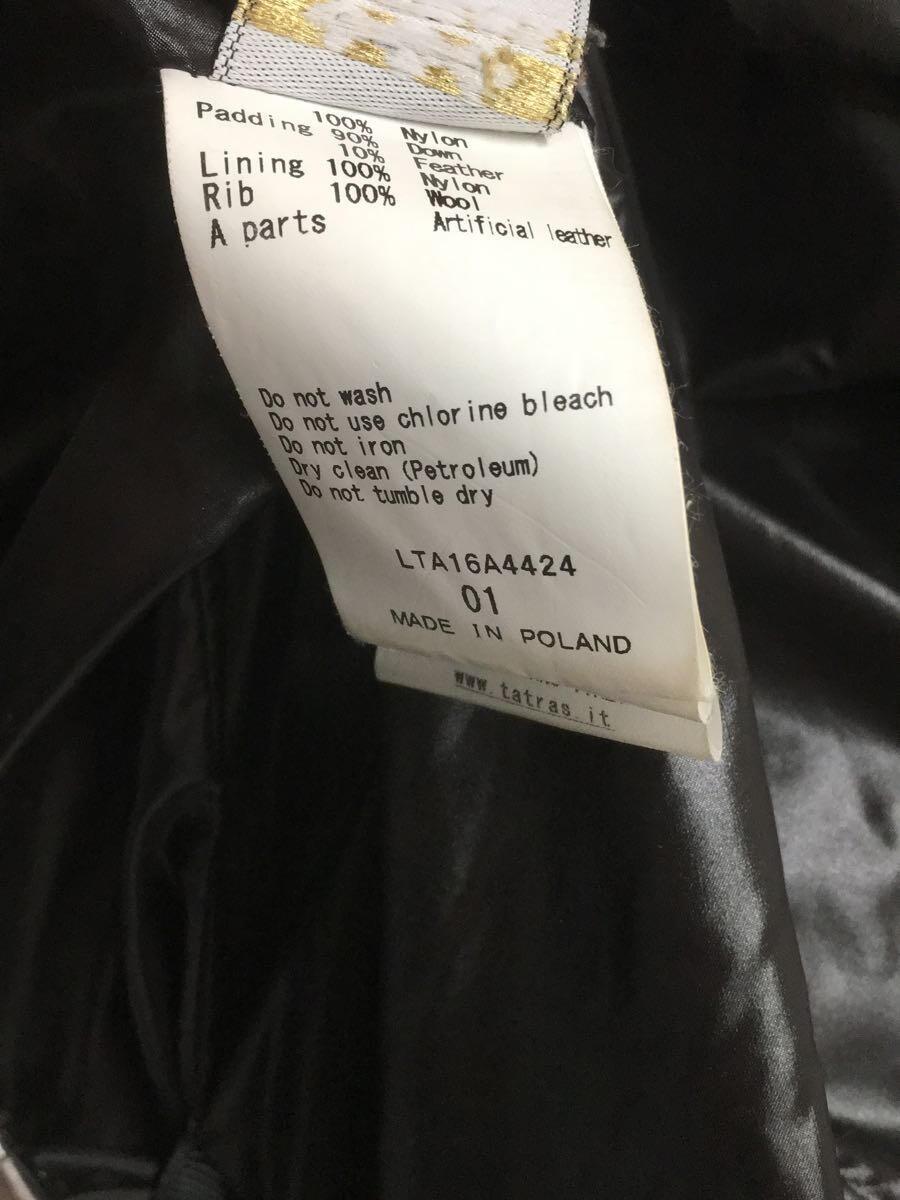 100% Nylon
Padding 90% Down
10% Feather
Lining 100% Nylon
Rib 100% Wool
A parts Artificial leather
Do not wash
Do not use chlorine bleach
Do not iron
Dry clean (Petroleum)
Do not tumble dry
LTA16A4424
01
MADE IN POLAND
www.tatras.it